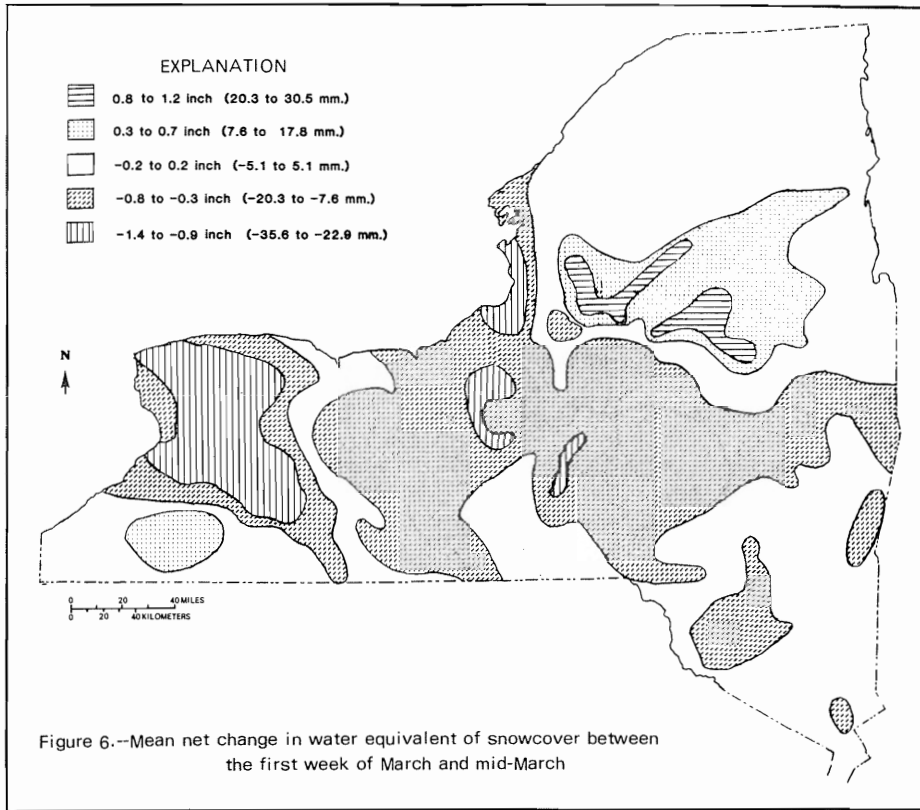 EXPLANATION
0.8 to 1.2 inch (20.3 to 30.5 mm.)
0.3 to 0.7 inch (7.6 to 17.8 mm.)
-0.2 to 0.2 inch (-5.1 to 5.1 mm.)
-0.8 to -0.3 inch (-20.3 to -7.6 mm.)
-1.4 to -0.9 inch (-35.6 to -22.9 mm.)
N
0 20 40 MILES
0 20 40 KILOMETERS
Figure 6.--Mean net change in water equivalent of snowcover between
the first week of March and mid-March